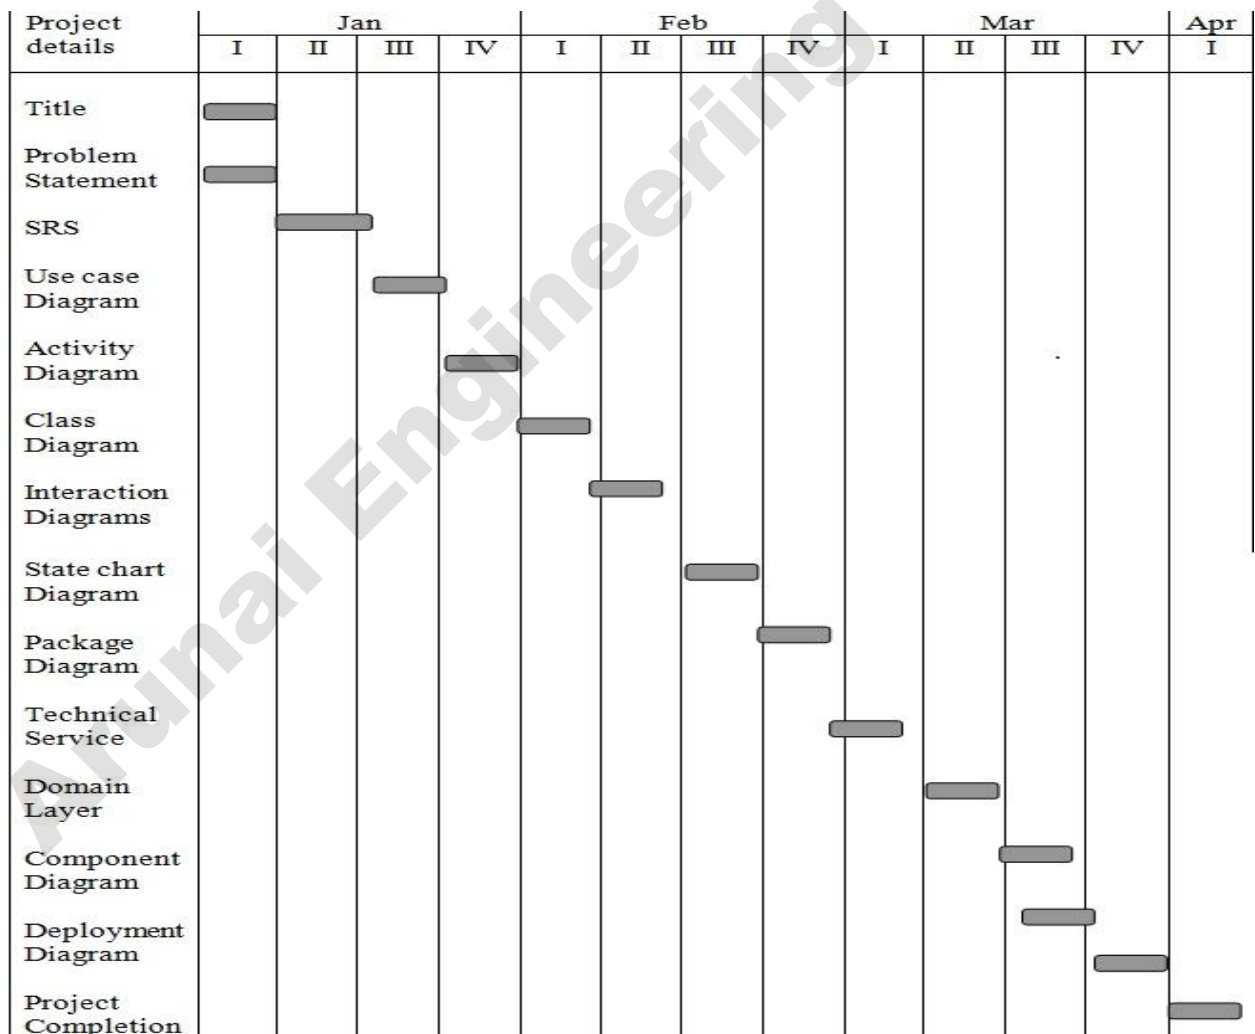 Project details
Jan Feb Mar Apr
I II III IV I II III IV I II III IV I
Title
Problem
Statement
SRS
Use case
Diagram
Activity
Diagram
Class
Diagram
Interaction
Diagrams
State chart
Diagram
Package
Diagram
Technical
Service
Domain
Layer
Component
Diagram
Deployment
Diagram
Project
Completion
Arunai Engineering